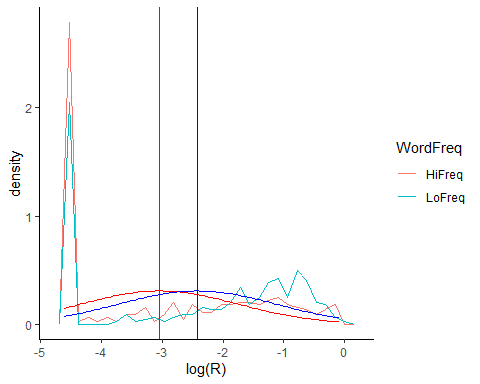 density
2
1
0
-5 -4 -3 -2 -1 0
log(R)
WordFreq
HiFreq
LoFreq